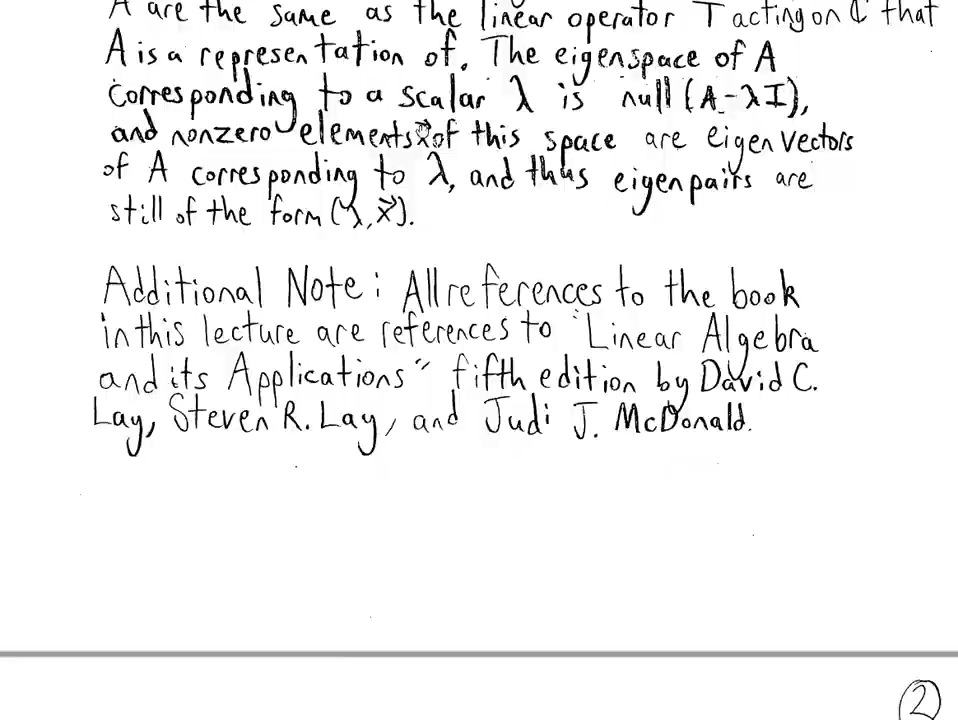 A are the same as the linear operator T acting on ℂ that
A is a representation of. The eigenspace of A
corresponding to a scalar λ is null (A-λI),
and nonzero elements x⃗ of this space are eigenvectors
of A corresponding to λ, and thus eigenpairs are
still of the form (λ,x⃗).
Additional Note: All references to the book
in this lecture are references to "Linear Algebra
and its Applications" fifth edition by David C.
Lay, Steven R. Lay, and Judi J. McDonald.
2